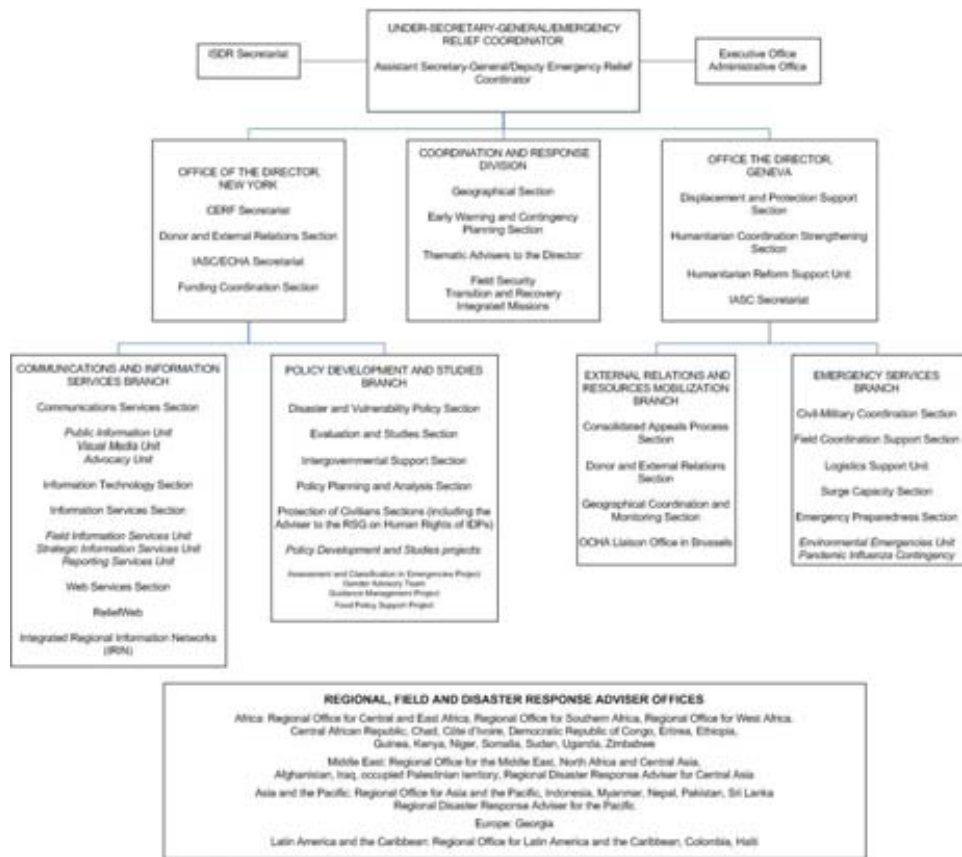 UNDER-SECRETARY-GENERAL/EMERGENCY
RELIEF COORDINATOR
Assistant Secretary-General/Deputy Emergency Relief
Coordinator
ISDR Secretariat
Executive Office
Administrative Office
OFFICE OF THE DIRECTOR,
NEW YORK
CERF Secretariat
Donor and External Relations Section
IASC/ECHA Secretariat
Funding Coordination Section
COORDINATION AND RESPONSE
DIVISION
Geographical Section
Early Warning and Contingency
Planning Section
Thematic Advisers to the Director
Field Security
Transition and Recovery
Integrated Missions
OFFICE THE DIRECTOR,
GENEVA
Displacement and Protection Support
Section
Humanitarian Coordination Strengthening
Section
Humanitarian Reform Support Unit
IASC Secretariat
COMMUNICATIONS AND INFORMATION
SERVICES BRANCH
Communications Services Section
Public Information Unit
Visual Media Unit
Advocacy Unit
Information Technology Section
Information Services Section
Field Information Services Unit
Strategic Information Services Unit
Reporting Services Unit
Web Services Section
ReliefWeb
Integrated Regional Information Networks
(IRIN)
POLICY DEVELOPMENT AND STUDIES
BRANCH
Disaster and Vulnerability Policy Section
Evaluation and Studies Section
Intergovernmental Support Section
Policy Planning and Analysis Section
Protection of Civilians Sections (including the
Adviser to the RSG on Human Rights of IDPs)
Policy Development and Studies projects
Assessment and Classification in Emergencies Project
Gender Advisory Team
Guidance Management Project
Food Policy Support Project
EXTERNAL RELATIONS AND
RESOURCES MOBILIZATION
BRANCH
Consolidated Appeals Process
Section
Donor and External Relations
Section
Geographical Coordination and
Monitoring Section
OCHA Liaison Office in Brussels
EMERGENCY SERVICES
BRANCH
Civil-Military Coordination Section
Field Coordination Support Section
Logistics Support Unit
Surge Capacity Section
Emergency Preparedness Section
Environmental Emergencies Unit
Pandemic Influenza Contingency
REGIONAL, FIELD AND DISASTER RESPONSE ADVISER OFFICES
Africa: Regional Office for Central and East Africa, Regional Office for Southern Africa, Regional Office for West Africa,
Central African Republic, Chad, Côte d'Ivoire, Democratic Republic of Congo, Eritrea, Ethiopia,
Guinea, Kenya, Niger, Somalia, Sudan, Uganda, Zimbabwe
Middle East: Regional Office for the Middle East, North Africa and Central Asia,
Afghanistan, Iraq, occupied Palestinian territory, Regional Disaster Response Adviser for Central Asia
Asia and the Pacific: Regional Office for Asia and the Pacific, Indonesia, Myanmar, Nepal, Pakistan, Sri Lanka
Regional Disaster Response Adviser for the Pacific
Europe: Georgia
Latin America and the Caribbean: Regional Office for Latin America and the Caribbean, Colombia, Haiti